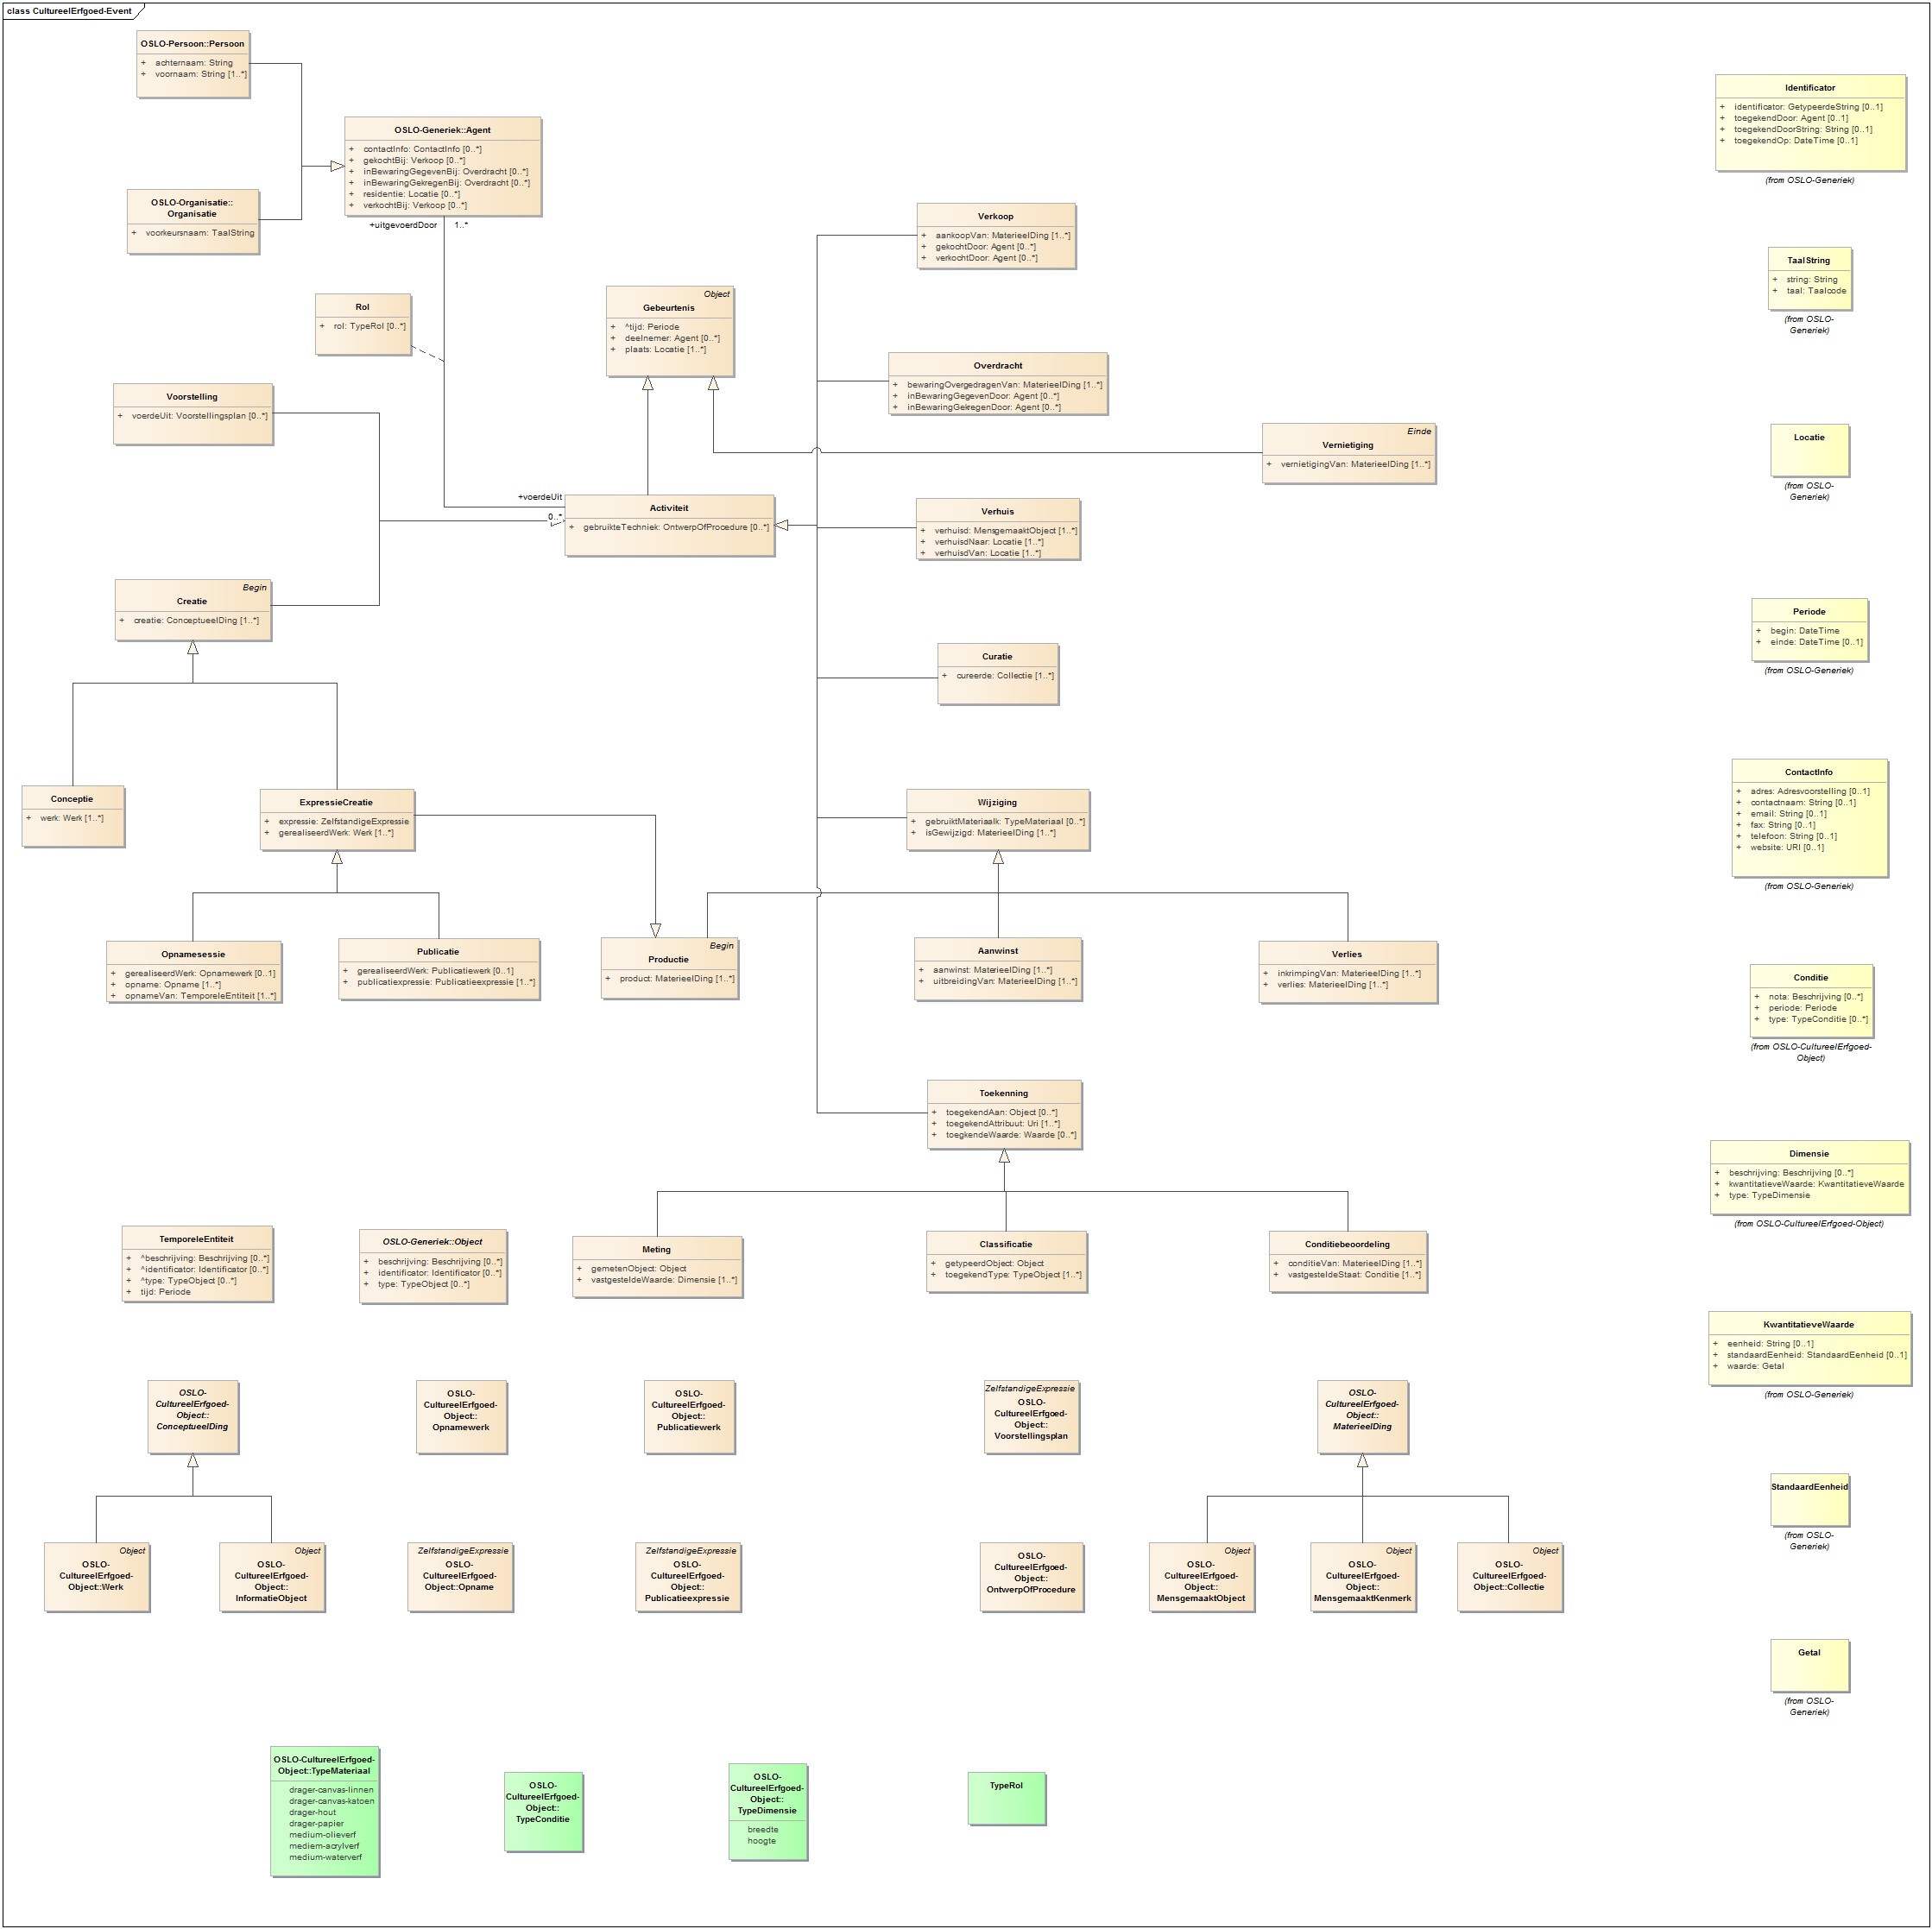 class CultureelErfgoed-Event
OSLO-Persoon::Persoon
+ achternaam: String
+ voornaam: String [1..*]
OSLO-Generiek::Agent
+ contactInfo: ContactInfo [0..*]
+ gekochtBij: Verkoop [0..*]
+ inBewaringGegevenBij: Overdracht [0..*]
+ inBewaringGekregenBij: Overdracht [0..*]
+ residentie: Locatie [0..*]
+ verkochtBij: Verkoop [0..*]
OSLO-Organisatie::
Organisatie
+ voorkeursnaam: TaalString
+uitgevoerdDoor 1..*
Rol
+ rol: TypeRol [0..*]
Object
Gebeurtenis
+ ^tijd: Periode
+ deelnemer: Agent [0..*]
+ plaats: Locatie [1..*]
Verkoop
+ aankoopVan: MaterieelDing [1..*]
+ gekochtDoor: Agent [0..*]
+ verkochtDoor: Agent [0..*]
Overdracht
+ bewaringOvergedragenVan: MaterieelDing [1..*]
+ inBewaringGegevenDoor: Agent [0..*]
+ inBewaringGekregenDoor: Agent [0..*]
Einde
Vernietiging
+ vernietigingVan: MaterieelDing [1..*]
Voorstelling
+ voerdeUit: Voorstellingsplan [0..*]
+voerdeUit
0..*
Activiteit
+ gebruikteTechniek: OntwerpOfProcedure [0..*]
Verhuis
+ verhuisd: MensgemaaktObject [1..*]
+ verhuisdNaar: Locatie [1..*]
+ verhuisdVan: Locatie [1..*]
Begin
Creatie
+ creatie: ConceptueelDing [1..*]
Curatie
+ cureerde: Collectie [1..*]
Conceptie
+ werk: Werk [1..*]
ExpressieCreatie
+ expressie: ZelfstandigeExpressie
+ gerealiseerdWerk: Werk [1..*]
Wijziging
+ gebruiktMateriaalk: TypeMateriaal [0..*]
+ isGewijzigd: MaterieelDing [1..*]
Opnamesessie
+ gerealiseerdWerk: Opnamewerk [0..1]
+ opname: Opname [1..*]
+ opnameVan: TemporeleEntiteit [1..*]
Publicatie
+ gerealiseerdWerk: Publicatiewerk [0..1]
+ publicatiexpressie: Publicatieexpressie [1..*]
Begin
Productie
+ product: MaterieelDing [1..*]
Aanwinst
+ aanwinst: MaterieelDing [1..*]
+ uitbreidingVan: MaterieelDing [1..*]
Verlies
+ inkrimpingVan: MaterieelDing [1..*]
+ verlies: MaterieelDing [1..*]
Toekenning
+ toegekendAan: Object [0..*]
+ toegekendAttribuut: Uri [1..*]
+ toegkendeWaarde: Waarde [0..*]
TemporeleEntiteit
+ ^beschrijving: Beschrijving [0..*]
+ ^identificator: Identificator [0..*]
+ ^type: TypeObject [0..*]
+ tijd: Periode
OSLO-Generiek::Object
+ beschrijving: Beschrijving [0..*]
+ identificator: Identificator [0..*]
+ type: TypeObject [0..*]
Meting
+ gemetenObject: Object
+ vastgesteldeWaarde: Dimensie [1..*]
Classificatie
+ getypeerdObject: Object
+ toegekendType: TypeObject [1..*]
Conditiebeoordeling
+ conditieVan: MaterieelDing [1..*]
+ vastgesteldeStaat: Conditie [1..*]
OSLO-
CultureelErfgoed-
Object::
ConceptueelDing
OSLO-
CultureelErfgoed-
Object::
Opnamewerk
OSLO-
CultureelErfgoed-
Object::
Publicatiewerk
ZelfstandigeExpressie
OSLO-
CultureelErfgoed-
Object::
Voorstellingsplan
OSLO-
CultureelErfgoed-
Object::
MaterieelDing
Object
OSLO-
CultureelErfgoed-
Object::Werk
Object
OSLO-
CultureelErfgoed-
Object::
InformatieObject
ZelfstandigeExpressie
OSLO-
CultureelErfgoed-
Object::Opname
ZelfstandigeExpressie
OSLO-
CultureelErfgoed-
Object::
Publicatieexpressie
OSLO-
CultureelErfgoed-
Object::
OntwerpOfProcedure
Object
OSLO-
CultureelErfgoed-
Object::
MensgemaaktObject
Object
OSLO-
CultureelErfgoed-
Object::
MensgemaaktKenmerk
Object
OSLO-
CultureelErfgoed-
Object::Collectie
OSLO-CultureelErfgoed-
Object::TypeMateriaal
drager-canvas-linnen
drager-canvas-katoen
drager-hout
drager-papier
medium-olieverf
mediem-acrylverf
medium-waterverf
OSLO-
CultureelErfgoed-
Object::
TypeConditie
OSLO-
CultureelErfgoed-
Object::
TypeDimensie
breedte
hoogte
TypeRol
Identificator
+ identificator: GetypeerdeString [0..1]
+ toegekendDoor: Agent [0..1]
+ toegekendDoorString: String [0..1]
+ toegekendOp: DateTime [0..1]
(from OSLO-Generiek)
TaalString
+ string: String
+ taal: Taalcode
(from OSLO-
Generiek)
Locatie
(from OSLO-
Generiek)
Periode
+ begin: DateTime
+ einde: DateTime [0..1]
(from OSLO-Generiek)
ContactInfo
+ adres: Adresvoorstelling [0..1]
+ contactnaam: String [0..1]
+ email: String [0..1]
+ fax: String [0..1]
+ telefoon: String [0..1]
+ website: URI [0..1]
(from OSLO-Generiek)
Conditie
+ nota: Beschrijving [0..*]
+ periode: Periode
+ type: TypeConditie [0..*]
(from OSLO-CultureelErfgoed-
Object)
Dimensie
+ beschrijving: Beschrijving [0..*]
+ kwantitatieveWaarde: KwantitatieveWaarde
+ type: TypeDimensie
(from OSLO-CultureelErfgoed-Object)
KwantitatieveWaarde
+ eenheid: String [0..1]
+ standaardEenheid: StandaardEenheid [0..1]
+ waarde: Getal
(from OSLO-Generiek)
StandaardEenheid
(from OSLO-
Generiek)
Getal
(from OSLO-
Generiek)